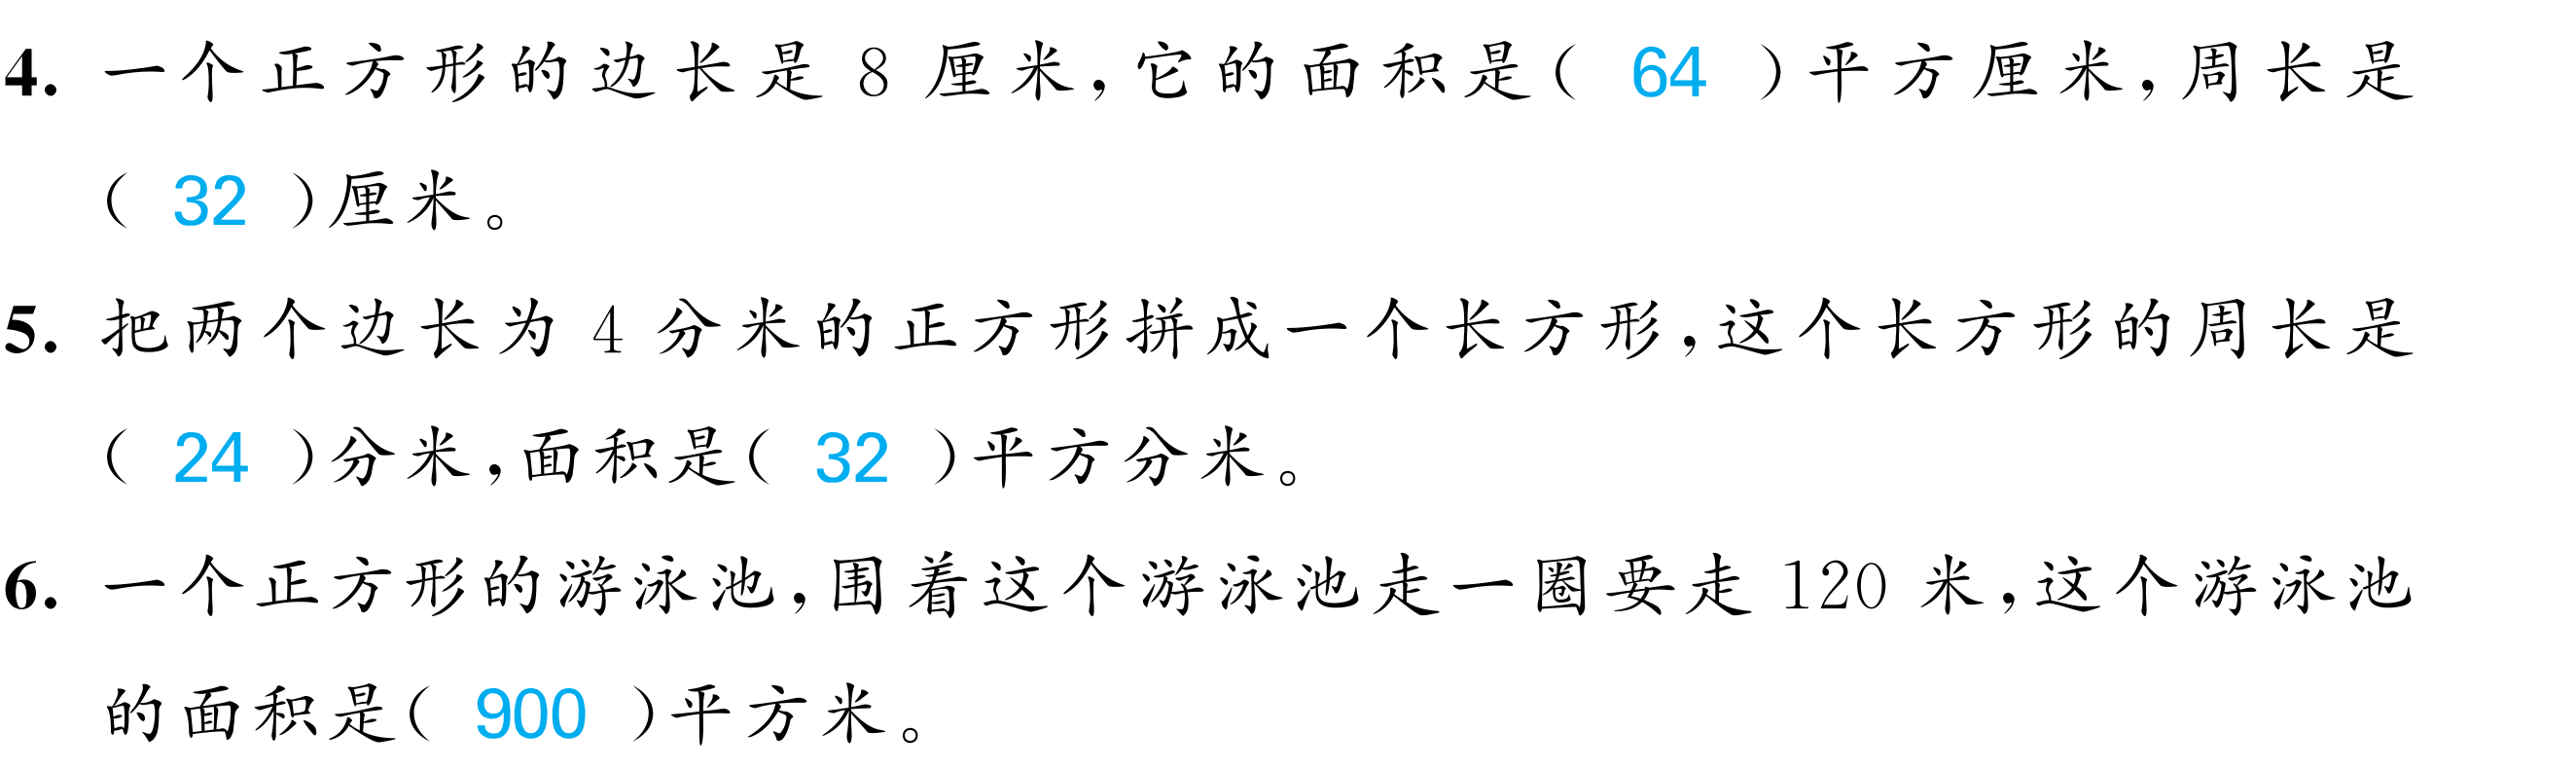 4. 一个正方形的边长是 8 厘米,它的面积是( 64 )平方厘米,周长是
( 32 )厘米。
5. 把两个边长为 4 分米的正方形拼成一个长方形,这个长方形的周长是
( 24 )分米,面积是( 32 )平方分米。
6. 一个正方形的游泳池,围着这个游泳池走一圈要走 120 米,这个游泳池
的面积是( 900 )平方米。